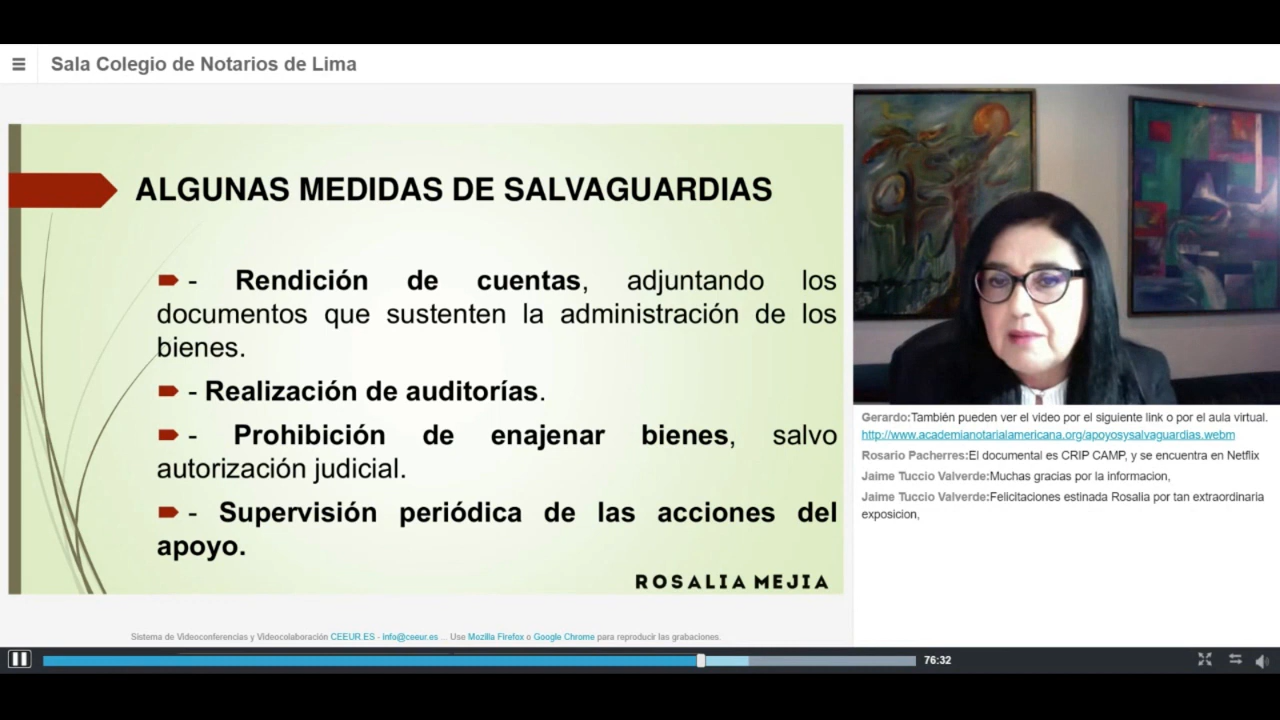 Sala Colegio de Notarios de Lima
ALGUNAS MEDIDAS DE SALVAGUARDIAS
- Rendición de cuentas, adjuntando los
documentos que sustenten la administración de los
bienes.
- Realización de auditorías.
- Prohibición de enajenar bienes, salvo
autorización judicial.
- Supervisión periódica de las acciones del
apoyo.
ROSALIA MEJIA
Gerardo:También pueden ver el video por el siguiente link o por el aula virtual.
http://www.academianotarialamericana.org/apoyosysalvaguardias.webm
Rosario Pacherres:El documental es CRIP CAMP, y se encuentra en Netflix
Jaime Tuccio Valverde:Muchas gracias por la informacion,
Jaime Tuccio Valverde:Felicitaciones estinada Rosalia por tan extraordinaria
exposicion,
Sistema de Videoconferencias y Videocolaboración CEEUR.ES - info@ceeur.es ... Use Mozilla Firefox o Google Chrome para reproducir las grabaciones.
76:32